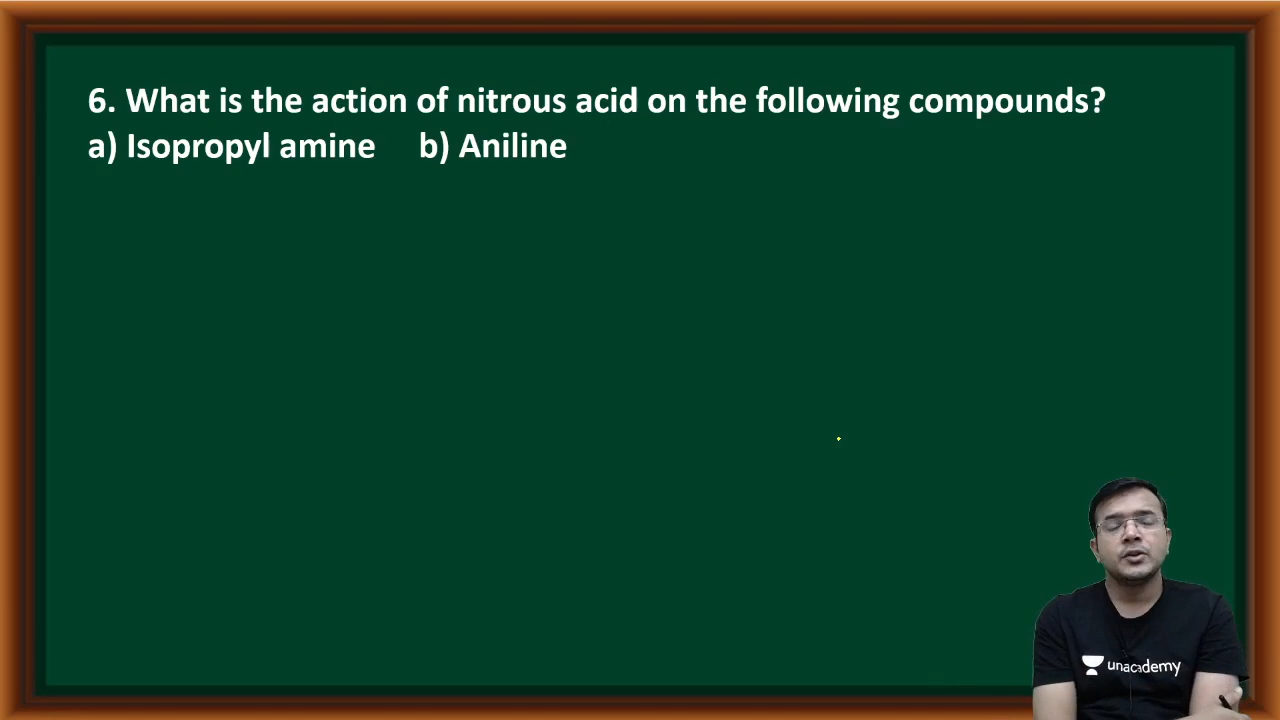 6. What is the action of nitrous acid on the following compounds?
a) Isopropyl amine b) Aniline
unacademy